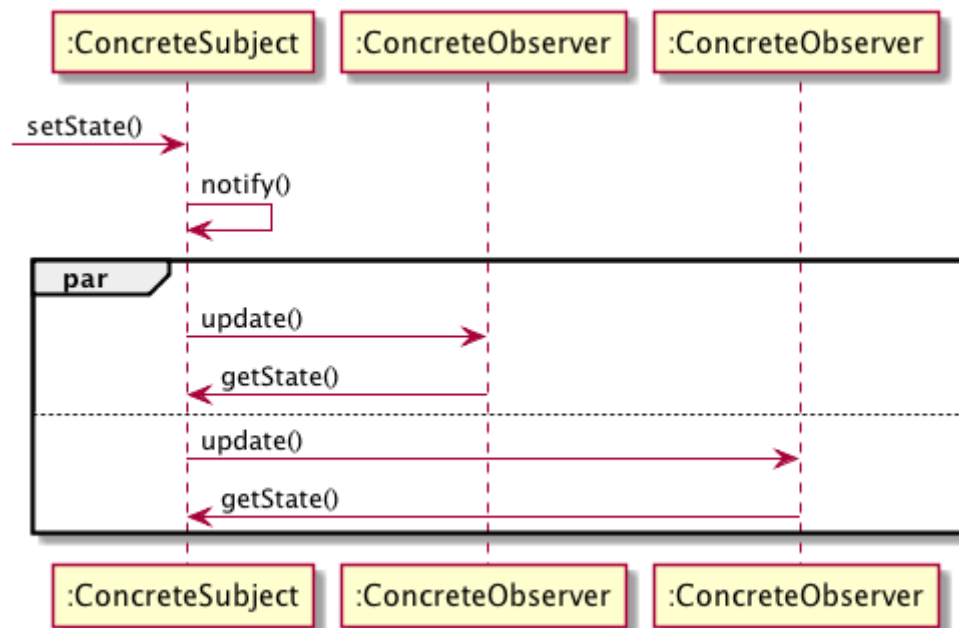 :ConcreteSubject :ConcreteObserver :ConcreteObserver
setState()
notify()
par
update()
getState()
update()
getState()
:ConcreteSubject :ConcreteObserver :ConcreteObserver